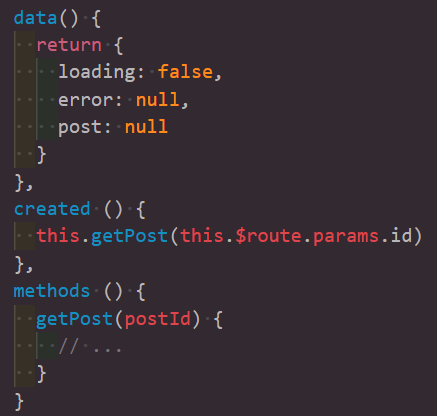 data() {
  return {
    loading: false,
    error: null,
    post: null
  }
},
created () {
  this.getPost(this.$route.params.id)
},
methods () {
  getPost(postId) {
    // ...
  }
}